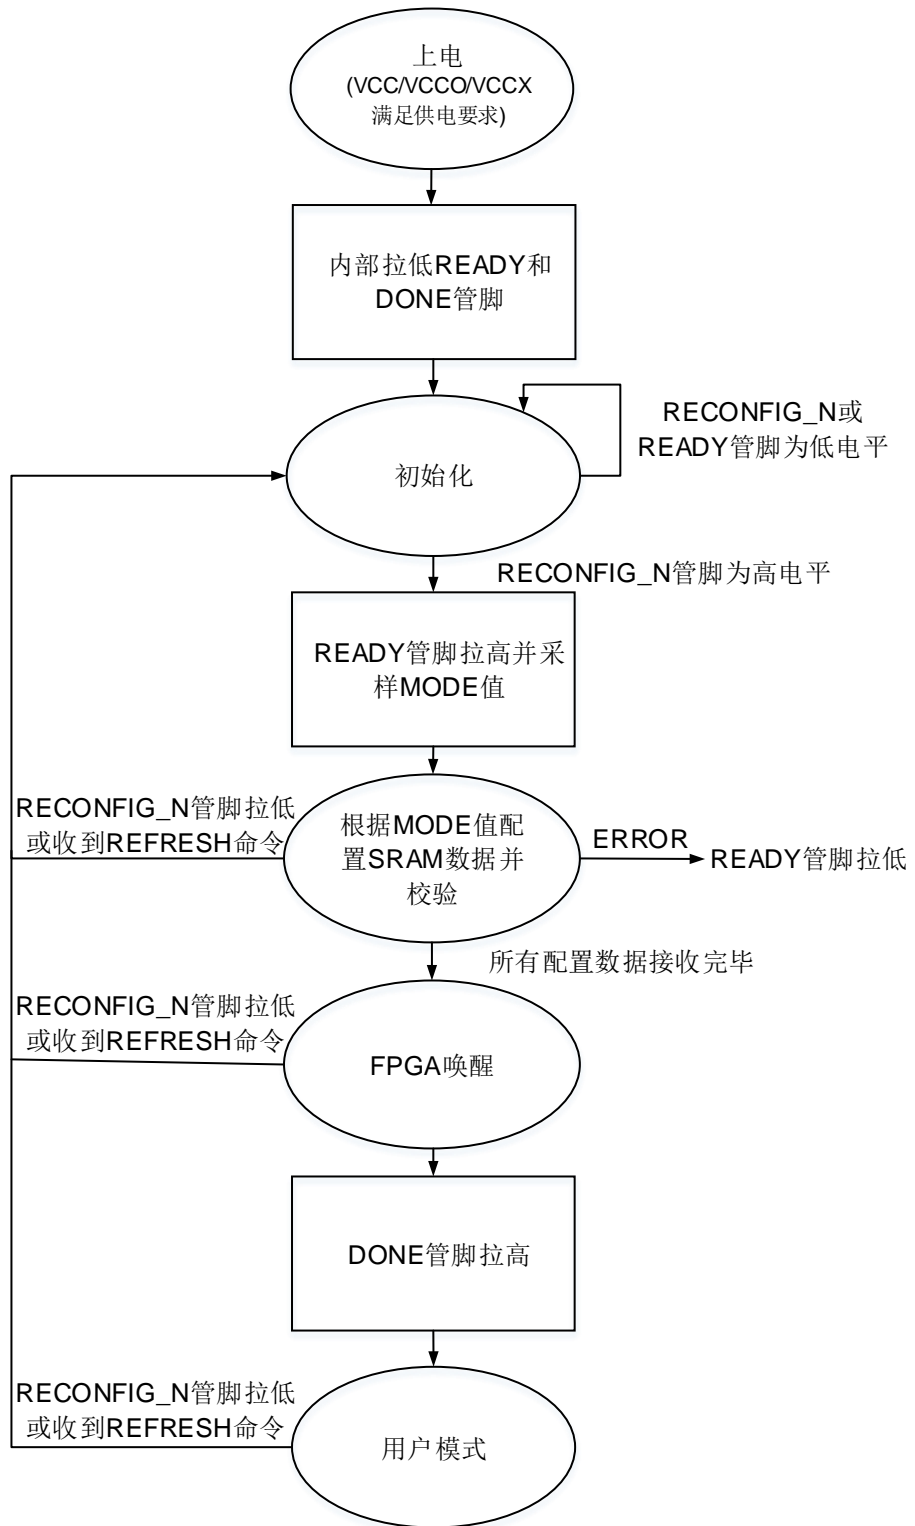 上电
(VCC/VCCO/VCCX
满足供电要求)
内部拉低READY和
DONE管脚
RECONFIG_N或
READY管脚为低电平
初始化
RECONFIG_N管脚为高电平
READY管脚拉高并采
样MODE值
RECONFIG_N管脚拉低
或收到REFRESH命令
根据MODE值配
置SRAM数据并
校验
ERROR
READY管脚拉低
所有配置数据接收完毕
RECONFIG_N管脚拉低
或收到REFRESH命令
FPGA唤醒
DONE管脚拉高
RECONFIG_N管脚拉低
或收到REFRESH命令
用户模式